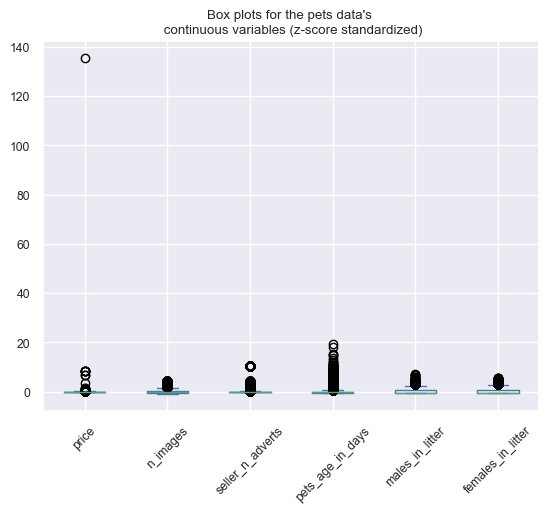 Box plots for the pets data's
continuous variables (z-score standardized)
140
120
100
80
60
40
20
0
price
n_images
seller_n_adverts
pets_age_in_days
males_in_litter
females_in_litter